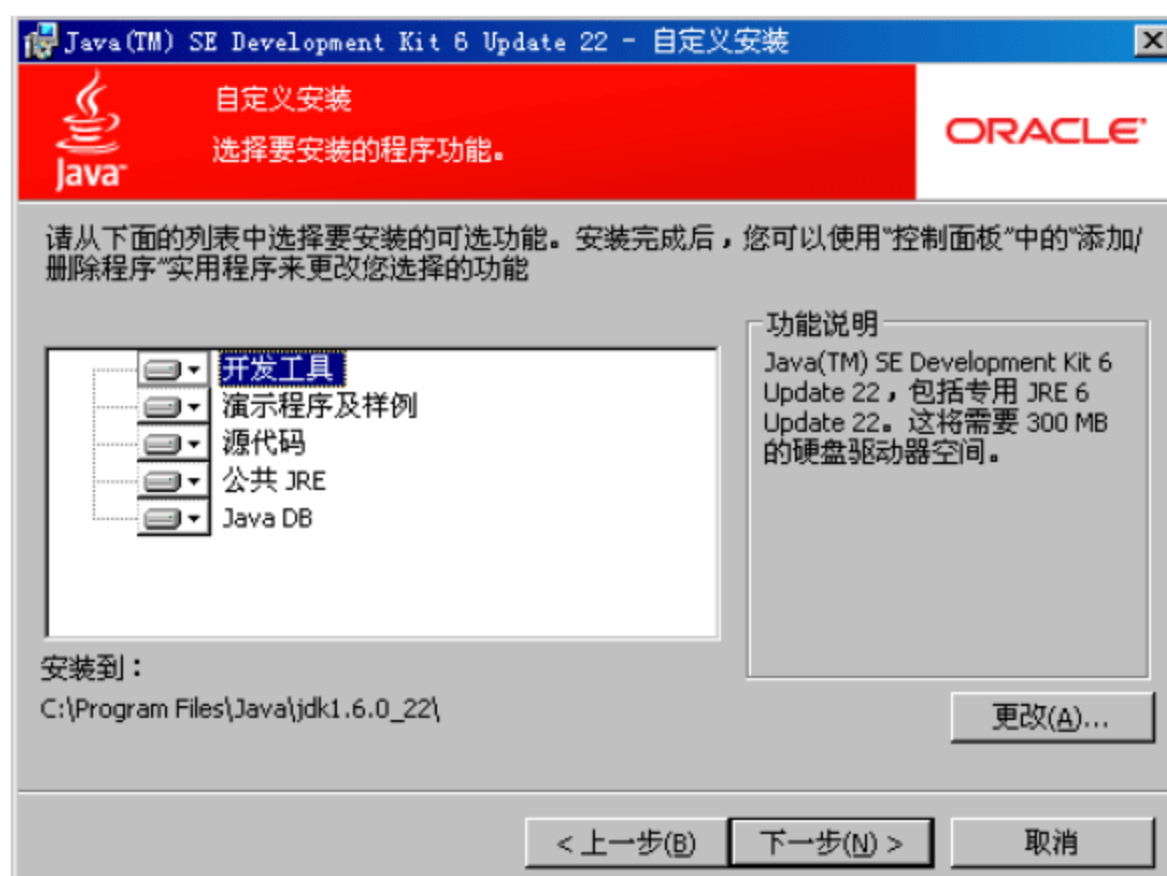 Java(TM) SE Development Kit 6 Update 22 - 自定义安装
自定义安装
选择要安装的程序功能。
Java
ORACLE
请从下面的列表中选择要安装的可选功能。安装完成后，您可以使用“控制面板”中的“添加/
删除程序”实用程序来更改您选择的功能
开发工具
演示程序及样例
源代码
公共 JRE
Java DB
功能说明
Java(TM) SE Development Kit 6
Update 22，包括专用 JRE 6
Update 22。这将需要 300 MB
的硬盘驱动器空间。
安装到：
C:\Program Files\Java\jdk1.6.0_22\
更改(A)...
< 上一步(B)
下一步(N) >
取消